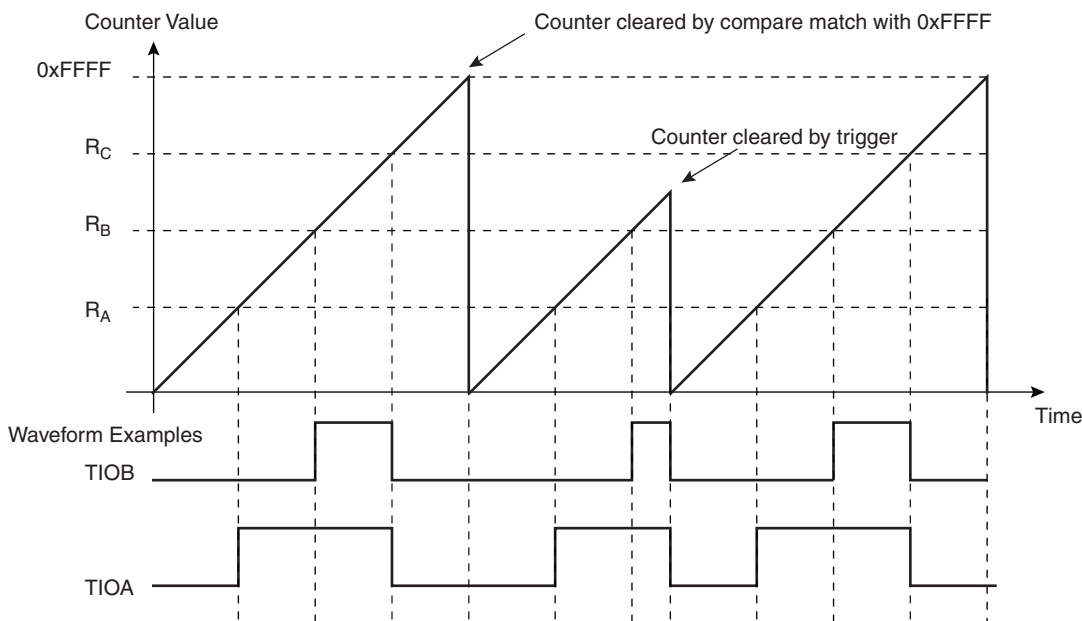 Counter Value
Counter cleared by compare match with 0xFFFF
0xFFFF
RC
Counter cleared by trigger
RB
RA
Time
Waveform Examples
TIOB
TIOA